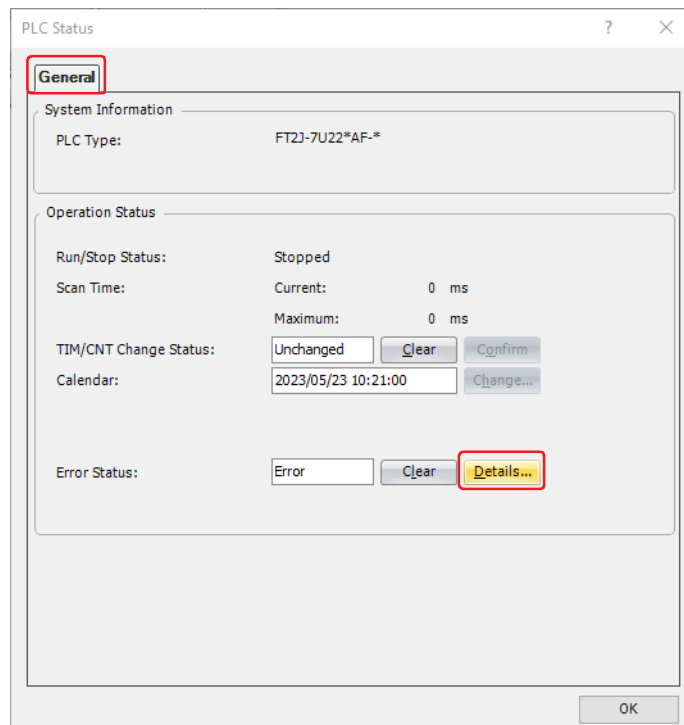 PLC Status ?
General
System Information
PLC Type: FT2J-7U22*AF-*
Operation Status
Run/Stop Status: Stopped
Scan Time: Current: 0 ms
Maximum: 0 ms
TIM/CNT Change Status: Unchanged Clear Confirm
Calendar: 2023/05/23 10:21:00 Change...
Error Status: Error Clear Details...
OK